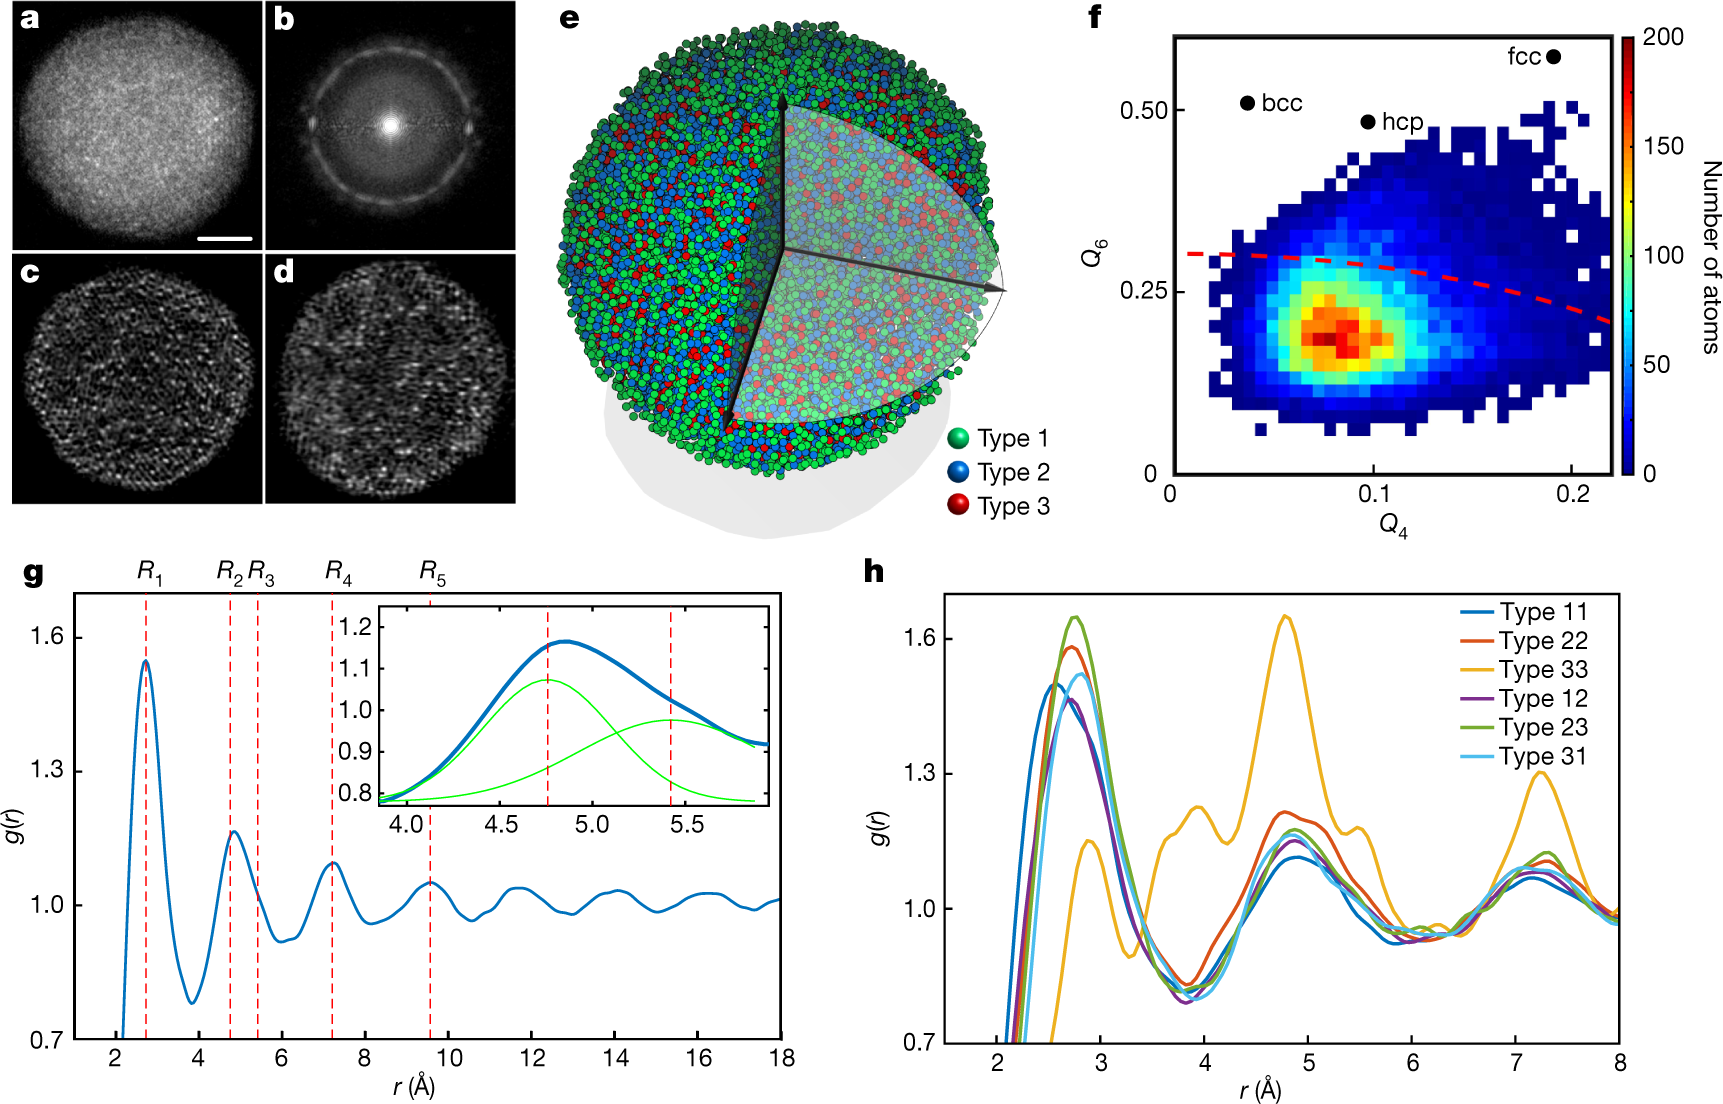 a
b
c
d
e
Type 1
Type 2
Type 3
f
fcc
bcc
hcp
0.50
0.25
0
0
0.1
0.2
Q6
Q4
200
150
100
50
0
Number of atoms
g
R1 R2 R3 R4 R5
1.6
1.3
1.0
0.7
g(r)
2 4 6 8 10 12 14 16 18
r (Å)
1.2
1.1
1.0
0.9
0.8
4.0 4.5 5.0 5.5
h
Type 11
Type 22
Type 33
Type 12
Type 23
Type 31
1.6
1.3
1.0
0.7
g(r)
2 3 4 5 6 7 8
r (Å)